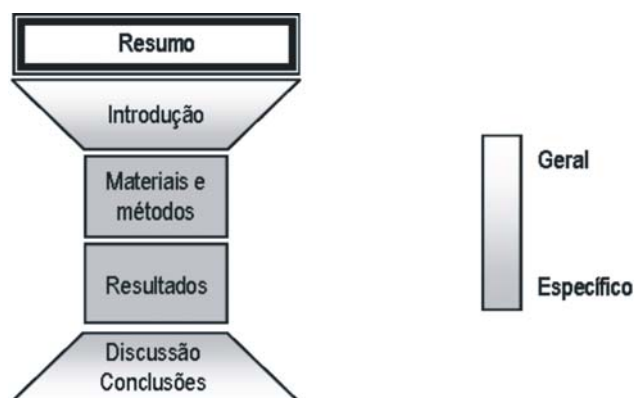 Resumo
Introdução
Materiais e
métodos
Resultados
Discussão
Conclusões
Geral
Específico